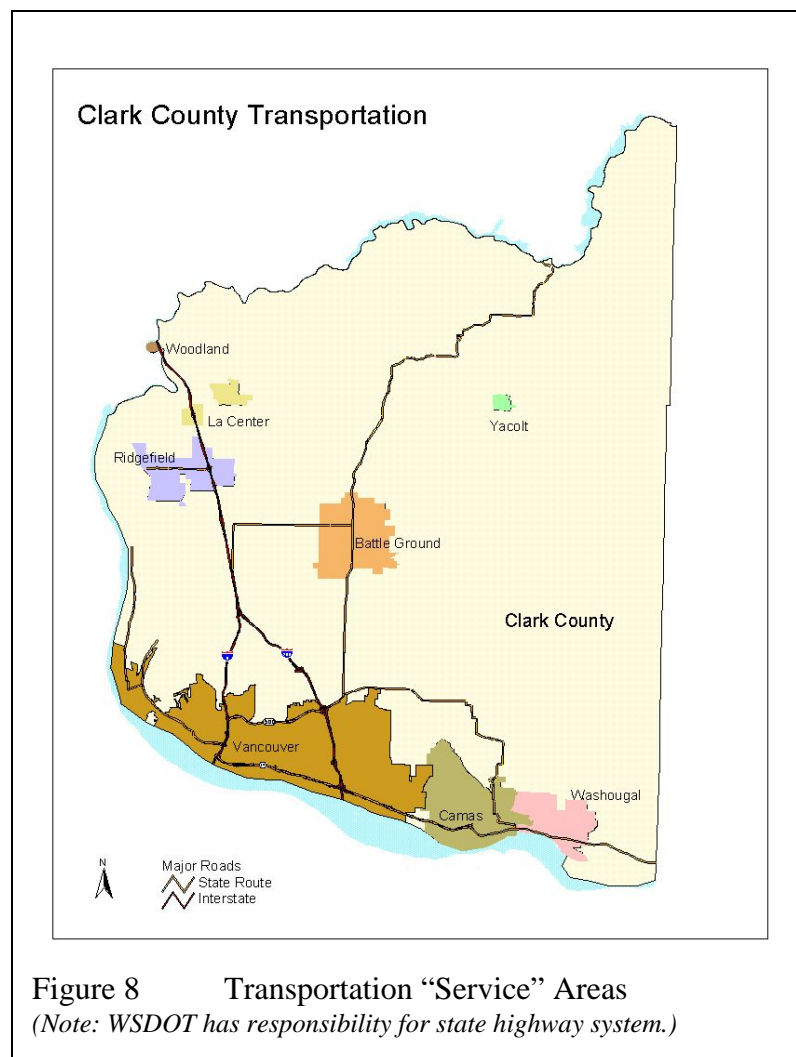 Clark County Transportation
Woodland
La Center
Yacolt
Ridgefield
Battle Ground
Clark County
Vancouver
Washougal
Camas
N
Major Roads
State Route
Interstate
Figure 8 Transportation “Service” Areas
(Note: WSDOT has responsibility for state highway system.)